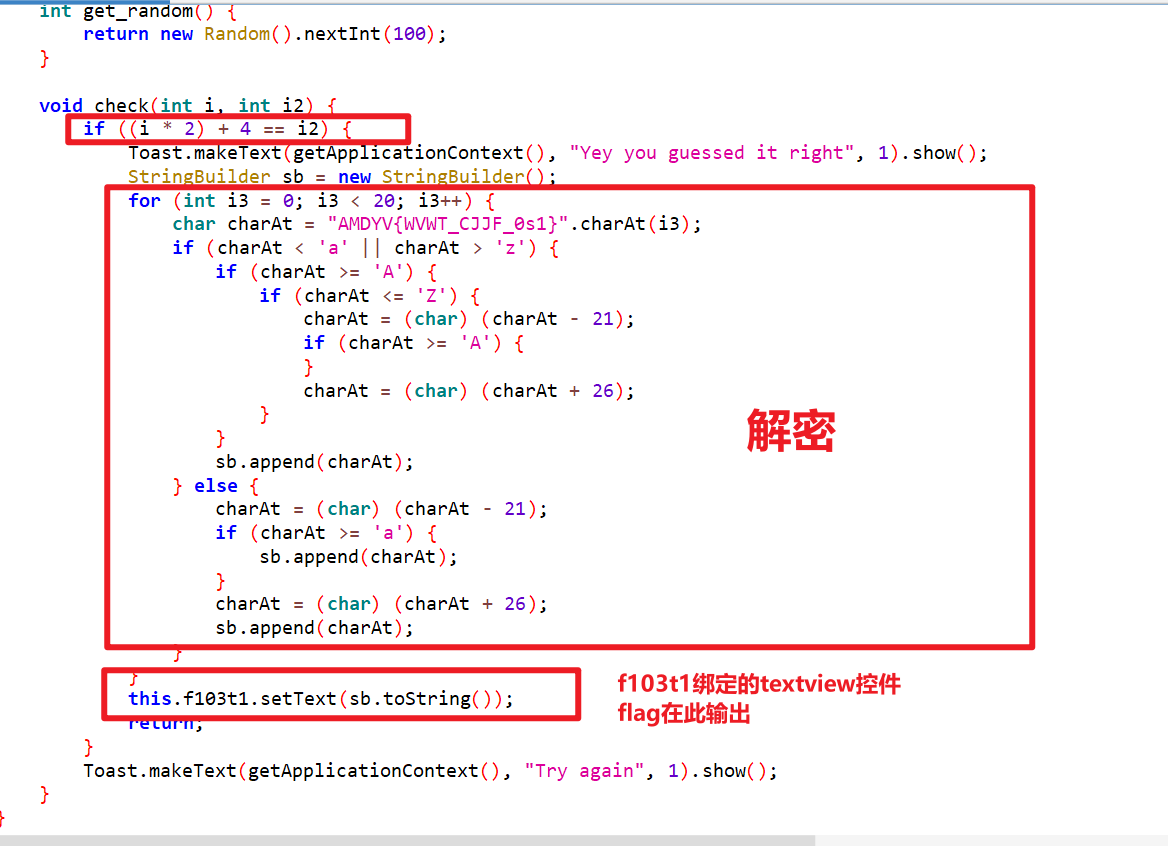 int get_random() {
return new Random().nextInt(100);
}
void check(int i, int i2) {
if ((i * 2) + 4 == i2) {
Toast.makeText(getApplicationContext(), "Yey you guessed it right", 1).show();
StringBuilder sb = new StringBuilder();
for (int i3 = 0; i3 < 20; i3++) {
char charAt = "AMDYV{WVWT_CJJF_0s1}".charAt(i3);
if (charAt < 'a' || charAt > 'z') {
if (charAt >= 'A') {
if (charAt <= 'Z') {
charAt = (char) (charAt - 21);
if (charAt >= 'A') {
}
charAt = (char) (charAt + 26);
}
}
sb.append(charAt);
} else {
charAt = (char) (charAt - 21);
if (charAt >= 'a') {
sb.append(charAt);
}
charAt = (char) (charAt + 26);
sb.append(charAt);
}
}
this.f103t1.setText(sb.toString());
return;
}
Toast.makeText(getApplicationContext(), "Try again", 1).show();
}
}
解密
f103t1绑定的textview控件
flag在此输出